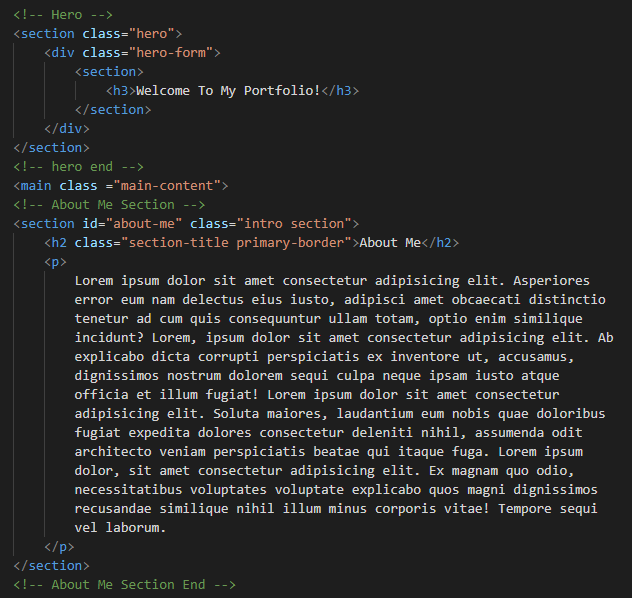 <!-- Hero -->
<section class="hero">
<div class="hero-form">
<section>
<h3>Welcome To My Portfolio!</h3>
</section>
</div>
</section>
<!-- hero end -->
<main class ="main-content">
<!-- About Me Section -->
<section id="about-me" class="intro section">
<h2 class="section-title primary-border">About Me</h2>
<p>
Lorem ipsum dolor sit amet consectetur adipisicing elit. Asperiores
error eum nam delectus eius iusto, adipisci amet obcaecati distinctio
tenetur ad cum quis consequuntur ullam totam, optio enim similique
incidunt? Lorem, ipsum dolor sit amet consectetur adipisicing elit. Ab
explicabo dicta corrupti perspiciatis ex inventore ut, accusamus,
dignissimos nostrum dolorem sequi culpa neque ipsam iusto atque
officia et illum fugiat! Lorem ipsum dolor sit amet consectetur
adipisicing elit. Soluta maiores, laudantium eum nobis quae doloribus
fugiat expedita dolores consectetur deleniti nihil, assumenda odit
architecto veniam perspiciatis beatae qui itaque fuga. Lorem ipsum
dolor, sit amet consectetur adipisicing elit. Ex magnam quo odio,
necessitatibus voluptates voluptate explicabo quos magni dignissimos
recusandae similique nihil illum minus corporis vitae! Tempore sequi
vel laborum.
</p>
</section>
<!-- About Me Section End -->